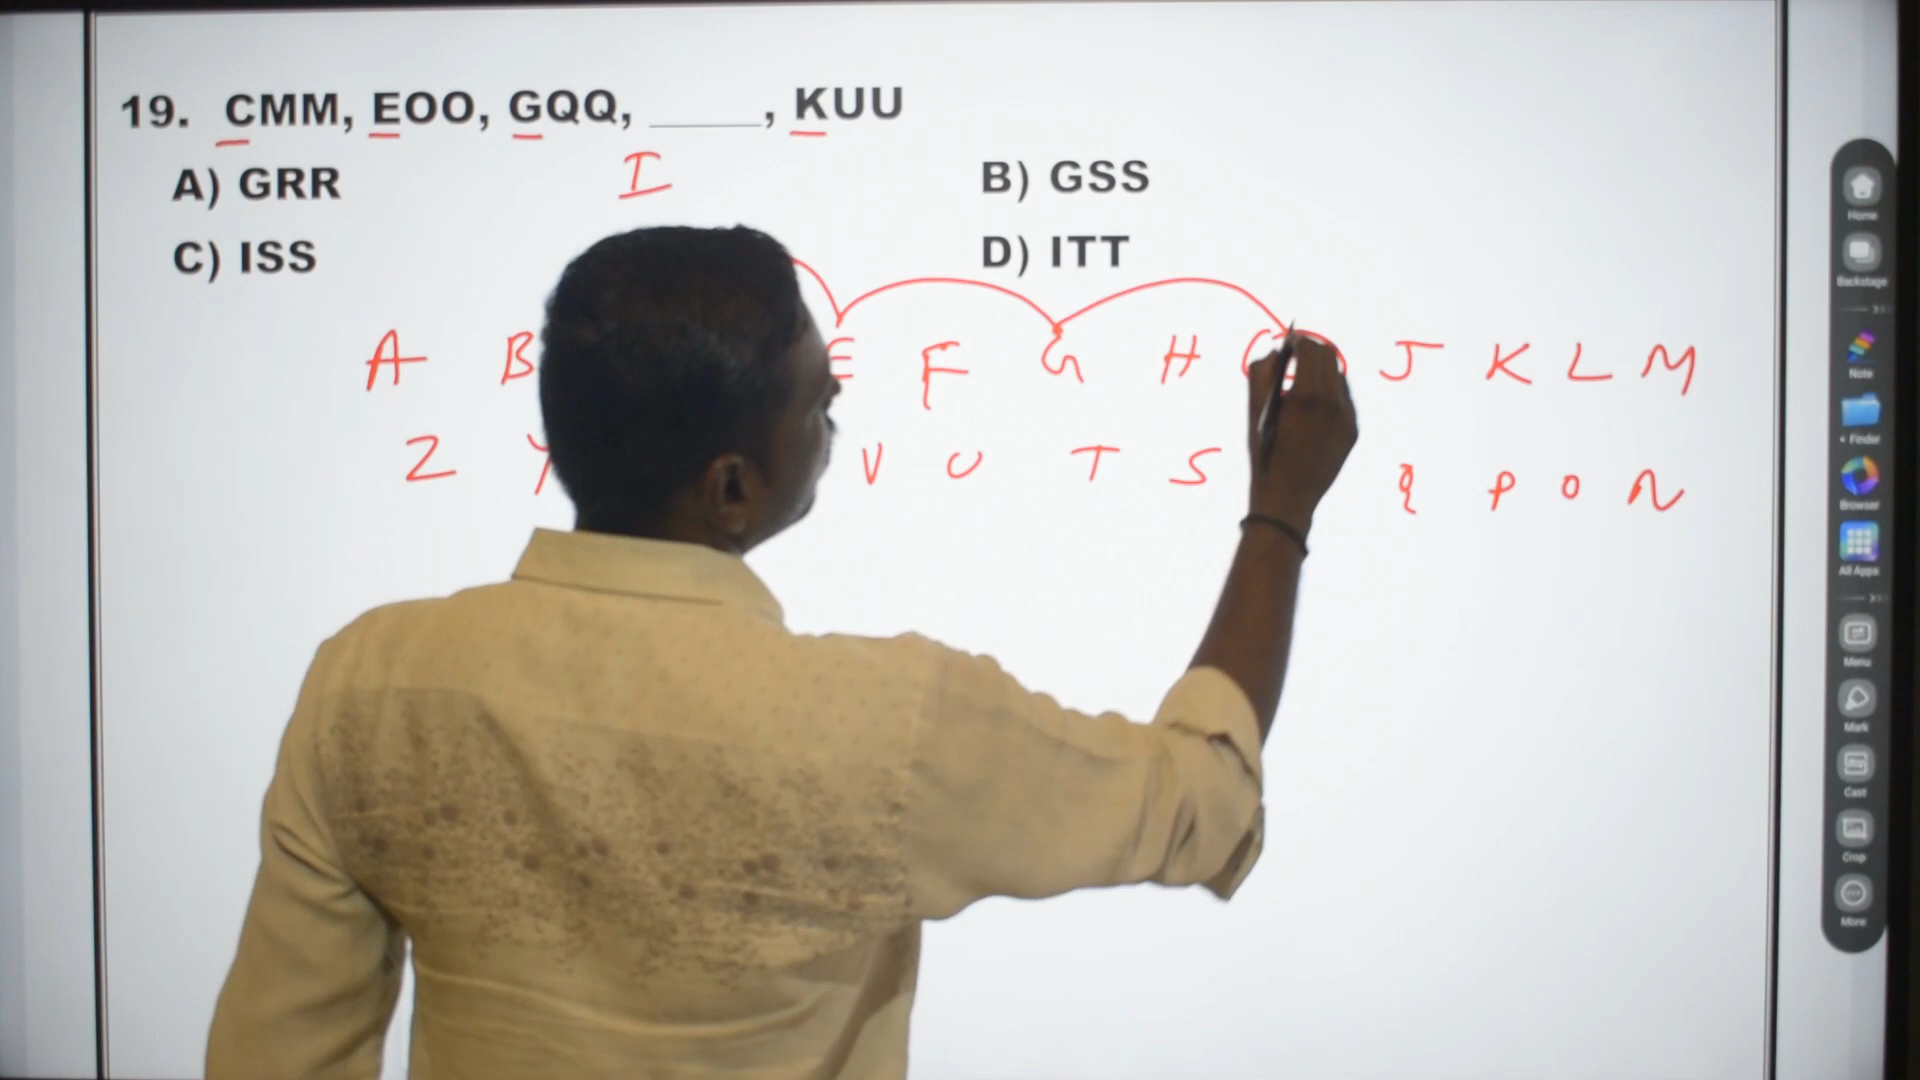 19. CMM, EOO, GQQ, _____, KUU
I
A) GRR
B) GSS
C) ISS
D) ITT
A B E F G H J K L M
Z Y V U T S Q P O N
Home
Backstage
Note
Finder
Browser
All Apps
Menu
Mark
Cast
Crop
More